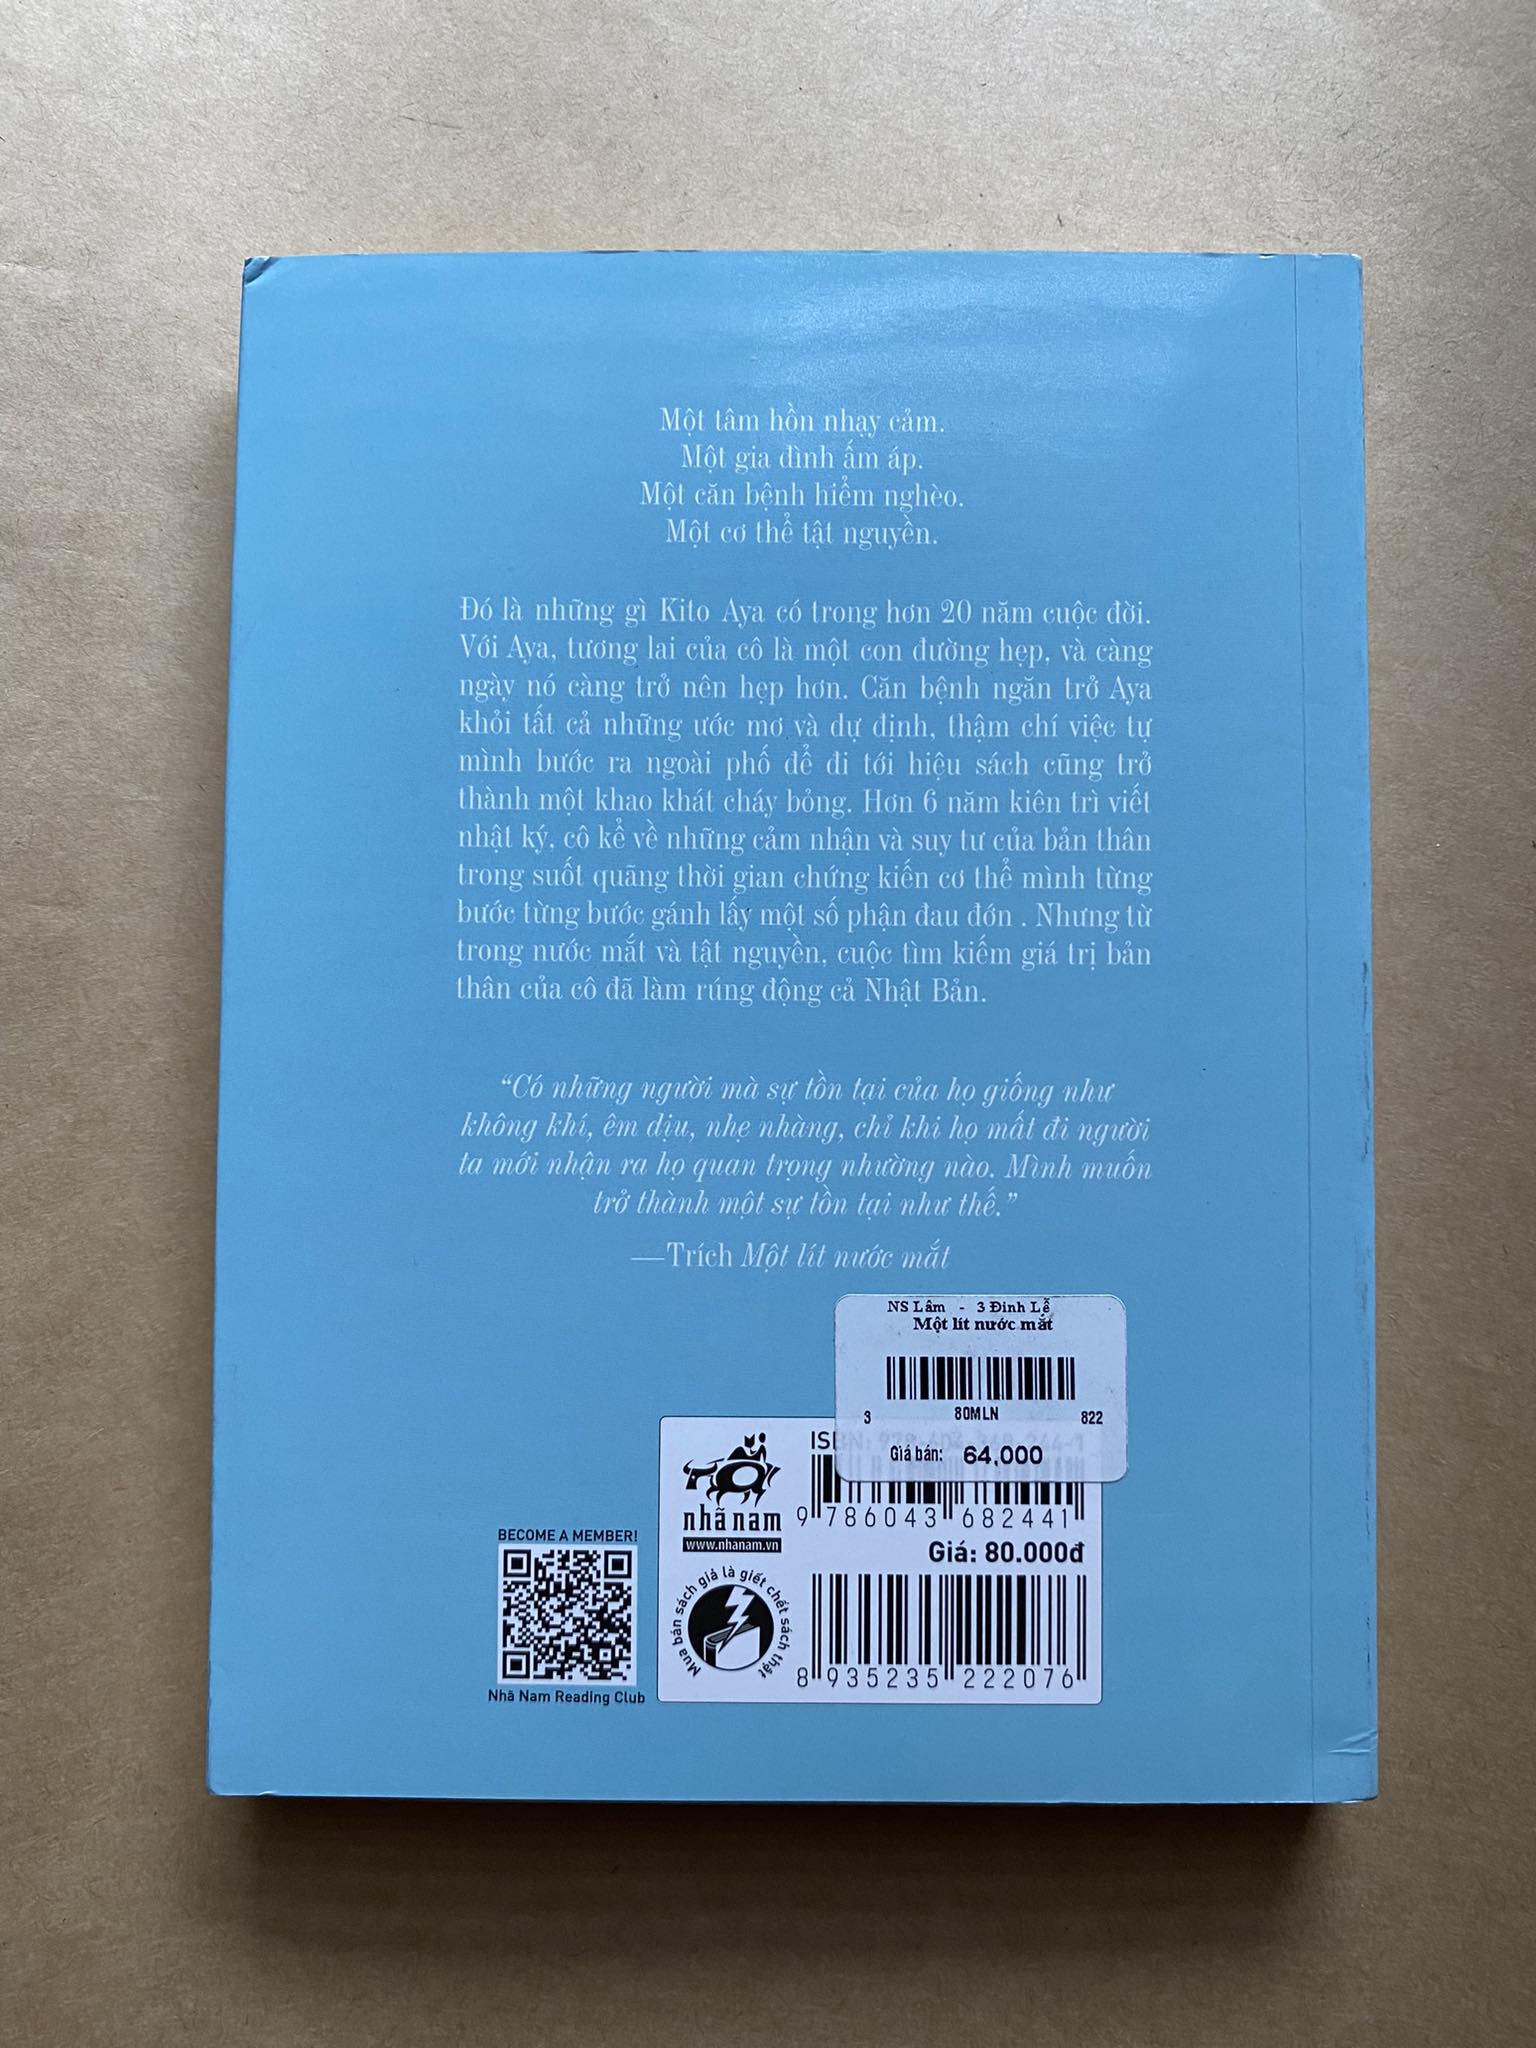 Một tâm hồn nhạy cảm.
Một gia đình ấm áp.
Một căn bệnh hiểm nghèo.
Một cơ thể tật nguyền.
Đó là những gì Kito Aya có trong hơn 20 năm cuộc đời.
Với Aya, tương lai của cô là một con đường hẹp, và càng
ngày nó càng trở nên hẹp hơn. Căn bệnh ngăn trở Aya
khỏi tất cả những ước mơ và dự định, thậm chí việc tự
mình bước ra ngoài phố để đi tới hiệu sách cũng trở
thành một khao khát cháy bỏng. Hơn 6 năm kiên trì viết
nhật ký, cô kể về những cảm nhận và suy tư của bản thân
trong suốt quãng thời gian chứng kiến cơ thể mình từng
bước từng bước gánh lấy một số phận đau đớn . Nhưng từ
trong nước mắt và tật nguyền, cuộc tìm kiếm giá trị bản
thân của cô đã làm rúng động cả Nhật Bản.
“Có những người mà sự tồn tại của họ giống như
không khí, êm dịu, nhẹ nhàng, chỉ khi họ mất đi người
ta mới nhận ra họ quan trọng nhường nào. Mình muốn
trở thành một sự tồn tại như thế.”
—Trích Một lít nước mắt
NS Lâm - 3 Đinh Lễ
Một lít nước mắt
3 80MLN 822
Giá bán: 64,000
ISBN: 978-604-368-244-1
nhã nam
www.nhanam.vn
9 786043 682441
Giá: 80.000đ
Mua bán sách giả là giết chết sách thật
8 935235 222076
BECOME A MEMBER!
Nhã Nam Reading Club